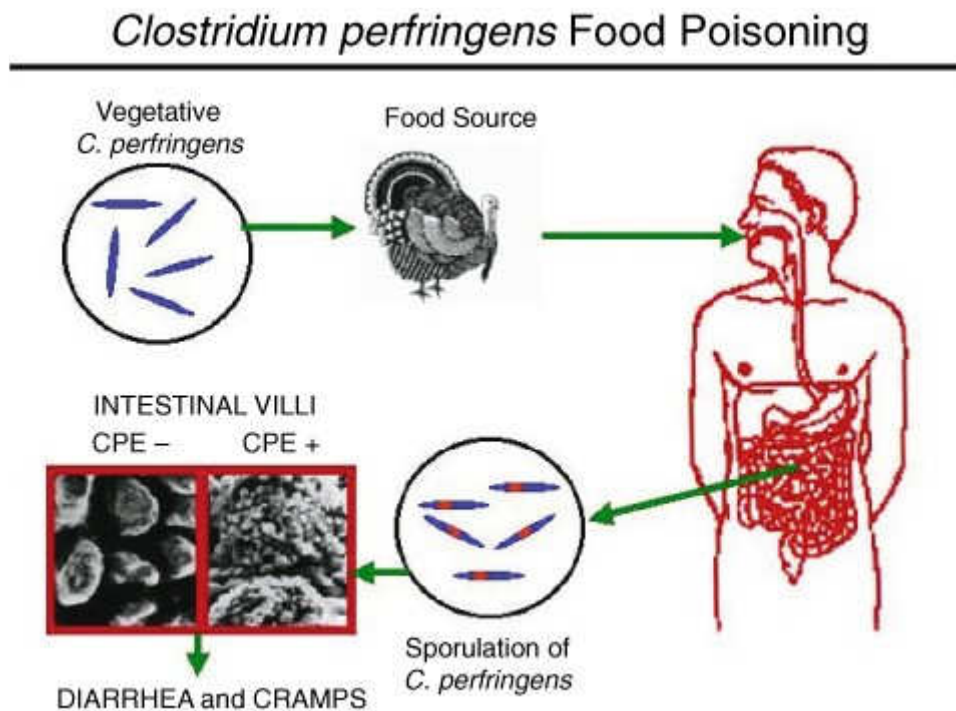 Clostridium perfringens Food Poisoning
Vegetative
C. perfringens
Food Source
INTESTINAL VILLI
CPE – CPE +
Sporulation of
C. perfringens
DIARRHEA and CRAMPS